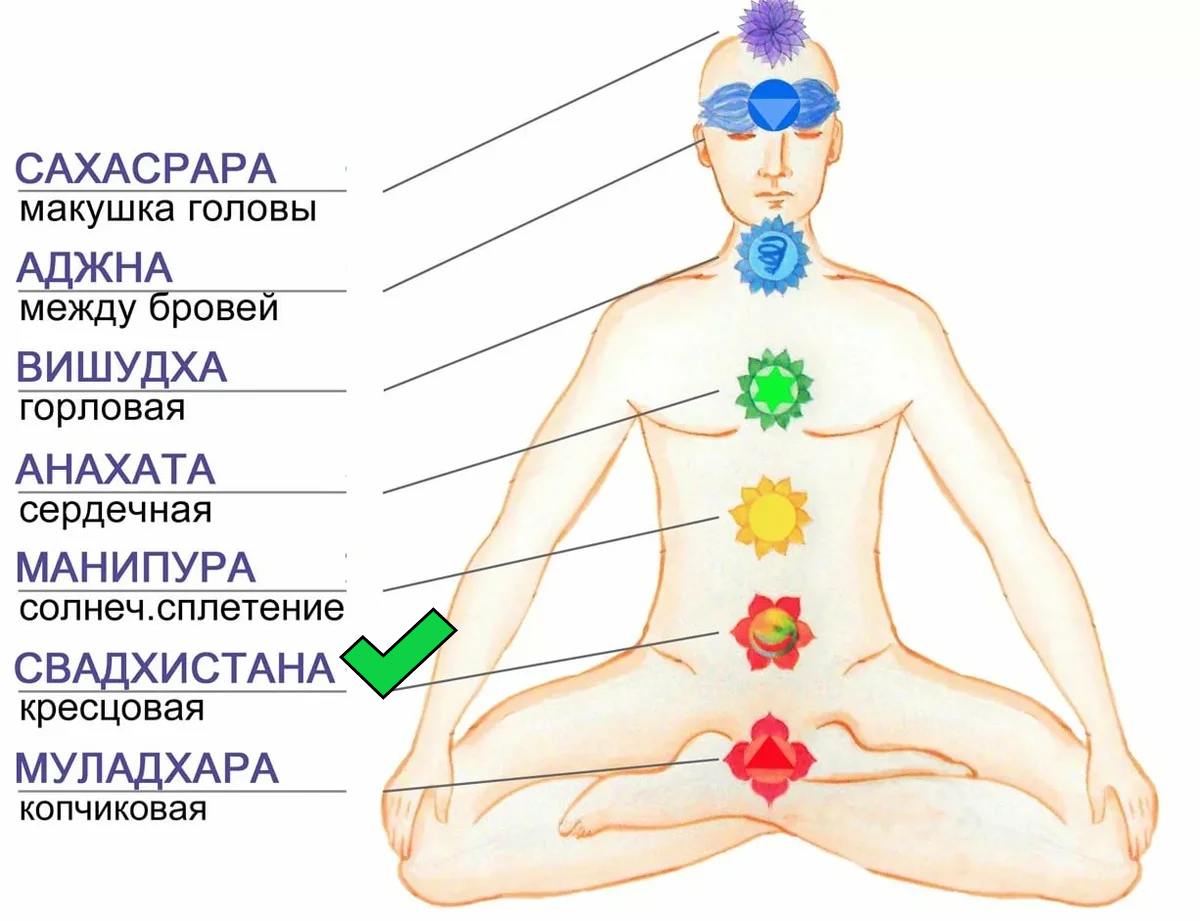 САХАСРАРА
макушка головы
АДЖНА
между бровей
ВИШУДХА
горловая
АНАХАТА
сердечная
МАНИПУРА
солнеч.сплетение
СВАДХИСТАНА
кресцовая
МУЛАДХАРА
копчиковая